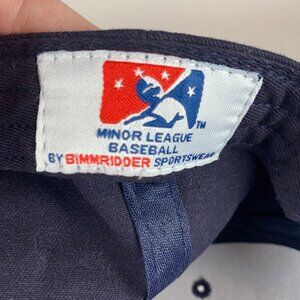 MINOR LEAGUE
BASEBALL
BY BIMMRIDDER SPORTSWEAR
TM